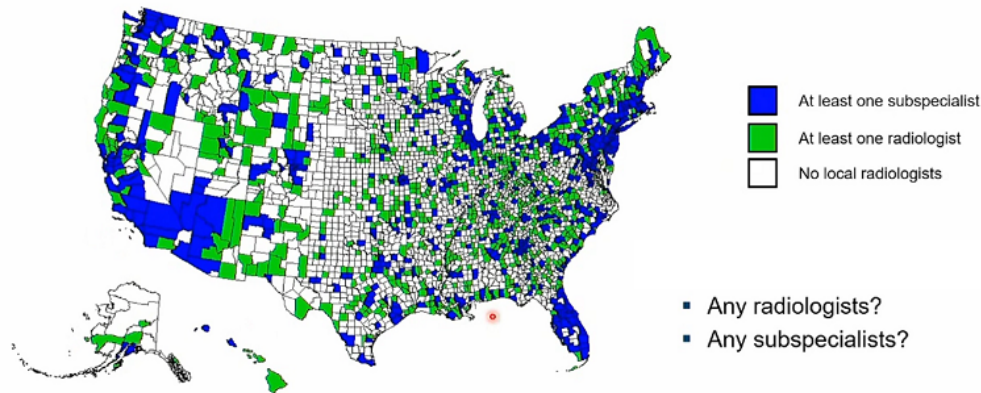 At least one subspecialist
At least one radiologist
No local radiologists
▪ Any radiologists?
▪ Any subspecialists?